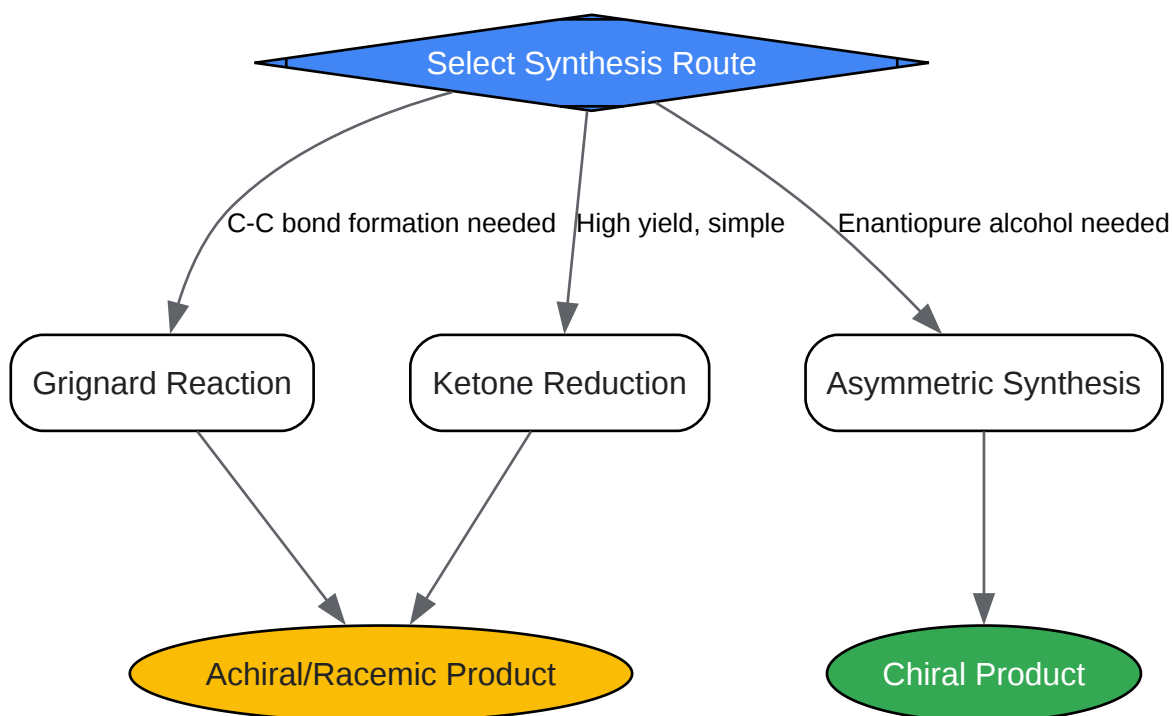 Select Synthesis Route
C-C bond formation needed
High yield, simple
Enantiopure alcohol needed
Grignard Reaction
Ketone Reduction
Asymmetric Synthesis
Achiral/Racemic Product
Chiral Product